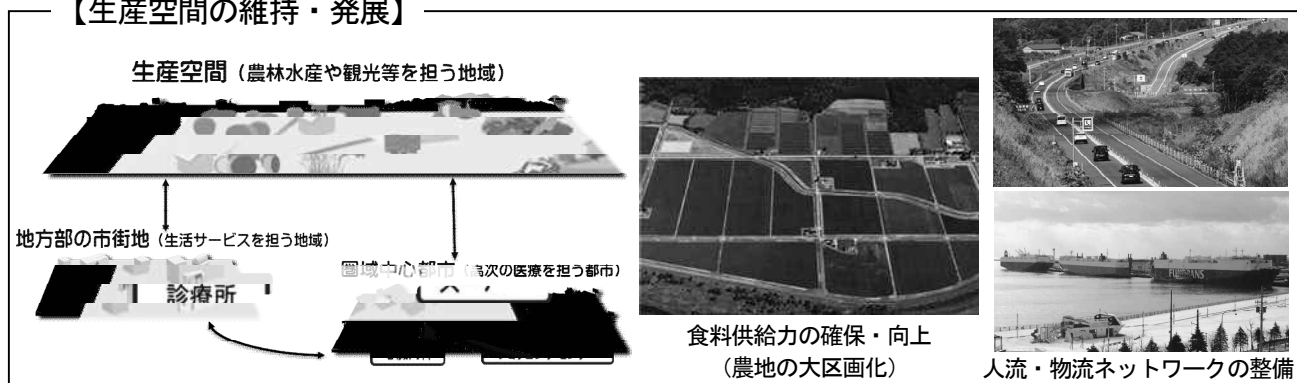 【生産空間の維持・発展】
生産空間（農林水産や観光等を担う地域）
地方部の市街地（生活サービスを担う地域）
診療所
圏域中心都市（高次の医療を担う都市）
食料供給力の確保・向上
（農地の大区画化）
人流・物流ネットワークの整備